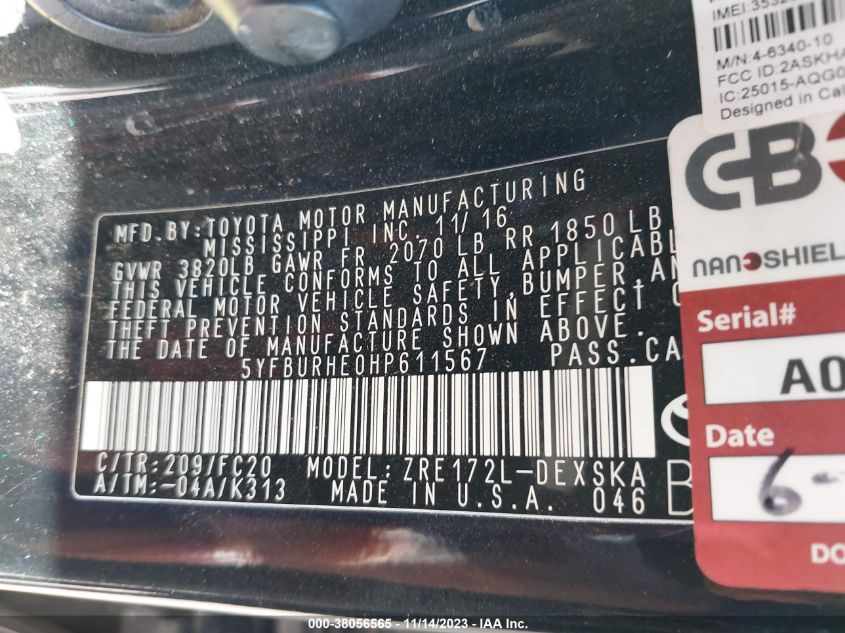 IMEI:3532
M/N:4-6340-10
FCC ID:2ASKHA
IC:25015-AQG0
Designed in Cal
CB
NANOSHIEL
Serial#
A0
Date
6-
DO
MFD. BY: TOYOTA MOTOR MANUFACTURING
MISSISSIPPI, INC. 11/16
GVWR 3820LB GAWR FR 2070 LB RR 1850 LB
THIS VEHICLE CONFORMS TO ALL APPLICABL
FEDERAL MOTOR VEHICLE SAFETY, BUMPER, AN
THEFT PREVENTION STANDARDS IN EFFECT O
THE DATE OF MANUFACTURE SHOWN ABOVE.
5YFBURHE0HP611567 PASS.CA
C/TR:209/FC20 MODEL: ZRE172L-DEXSKA
A/TM:-04A/K313 MADE IN U.S.A. 046 B
000-38056565 - 11/14/2023 - IAA Inc.